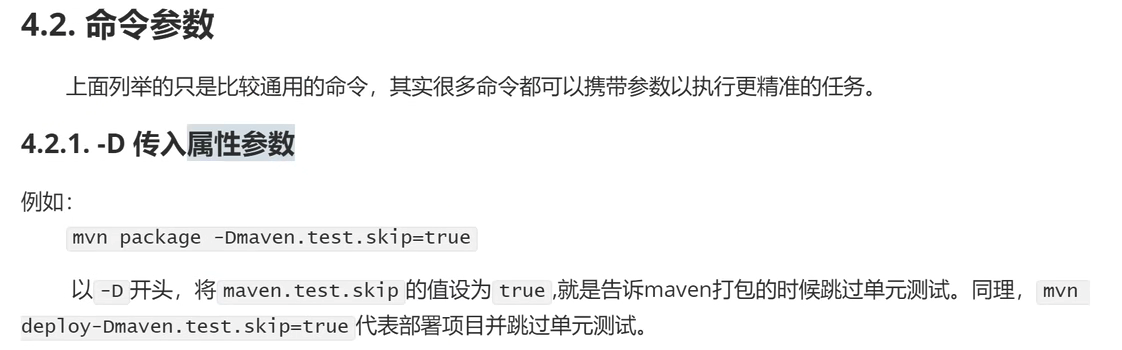 4.2. 命令参数
上面列举的只是比较通用的命令，其实很多命令都可以携带参数以执行更精准的任务。
4.2.1. -D 传入属性参数
例如：
mvn package -Dmaven.test.skip=true
以 -D 开头，将 maven.test.skip 的值设为 true ,就是告诉maven打包的时候跳过单元测试。同理， mvn
deploy-Dmaven.test.skip=true 代表部署项目并跳过单元测试。